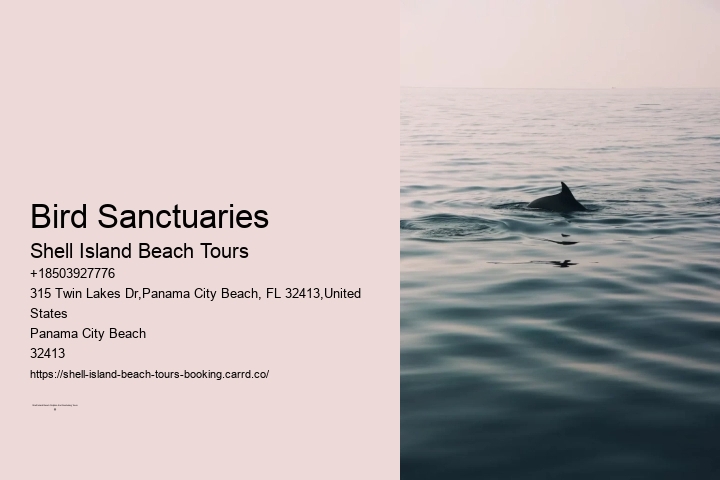 Bird Sanctuaries
Shell Island Beach Tours
+18503927776
315 Twin Lakes Dr,Panama City Beach, FL 32413,United
States
Panama City Beach
32413
https://shell-island-beach-tours-booking.carrd.co/